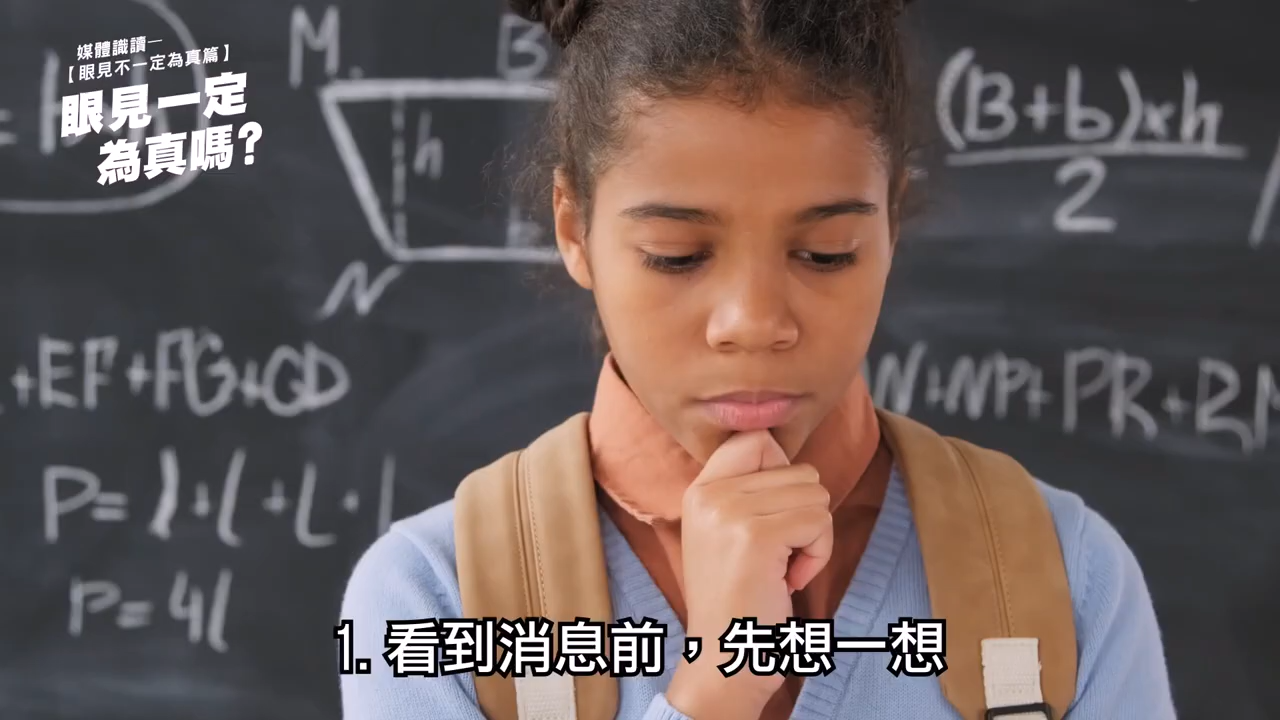 媒體識讀—
【眼見不一定為真篇】
眼見一定
為真嗎?
M.
B
h
(B+b)xh
2
N
+EF+FG+GD
N+NP+PR+RM
P=l+l+l+l
P=4l
1. 看到消息前，先想一想